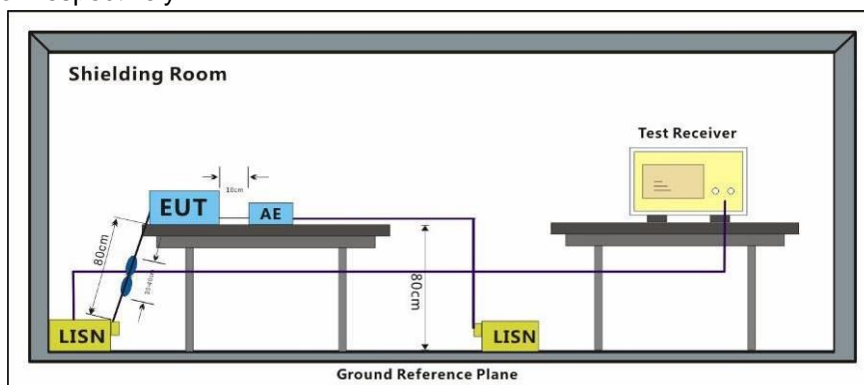 Shielding Room
Test Receiver
10cm
EUT
AE
80cm
80cm
LISN
LISN
Ground Reference Plane